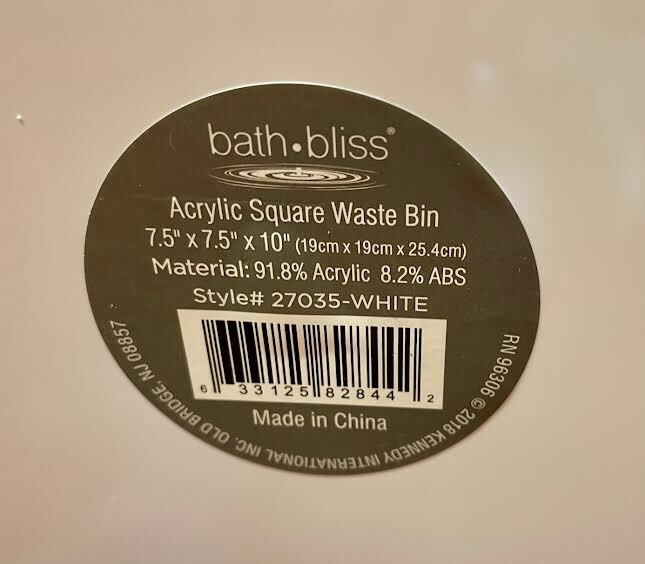 bath•bliss®
Acrylic Square Waste Bin
7.5" x 7.5" x 10" (19cm x 19cm x 25.4cm)
Material: 91.8% Acrylic 8.2% ABS
Style# 27035-WHITE
6 33125 82844 2
Made in China
RN 96306 © 2018 KENNEDY INTERNATIONAL INC. OLD BRIDGE, NJ 08857